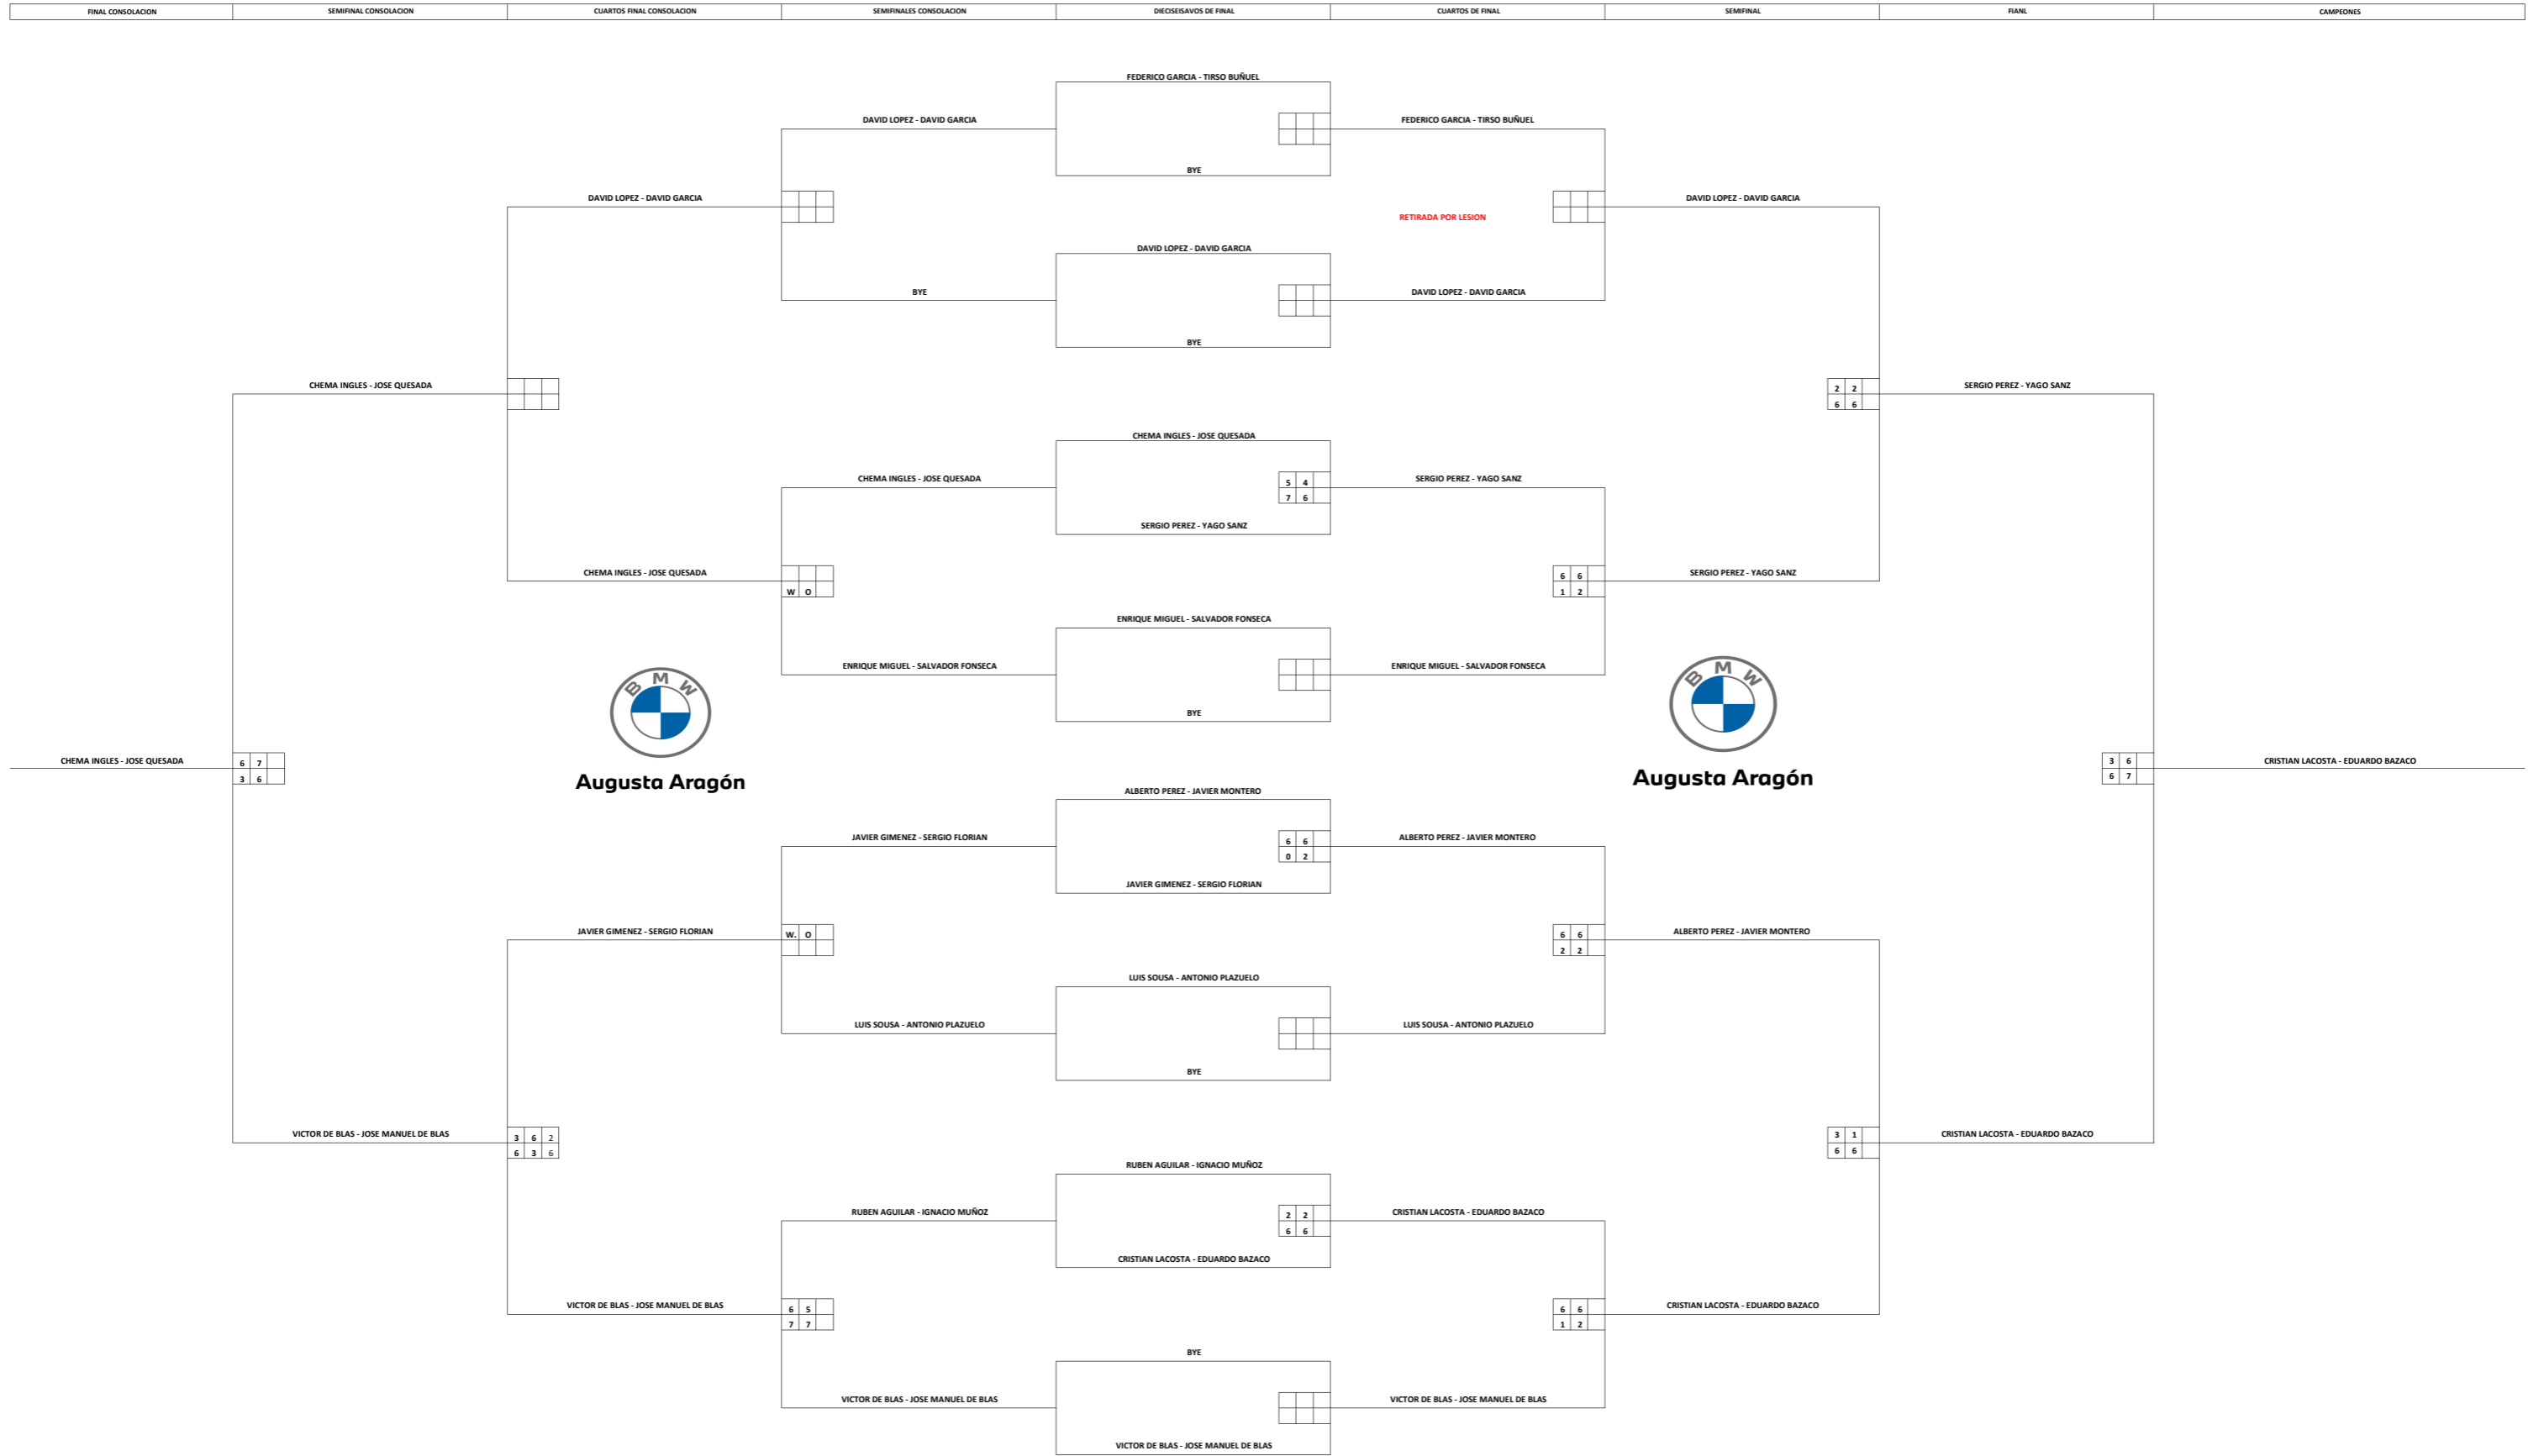 FINAL CONSOLACION SEMIFINAL CONSOLACION CUARTOS FINAL CONSOLACION SEMIFINALES CONSOLACION DIECISEISAVOS DE FINAL CUARTOS DE FINAL SEMIFINAL FIANL CAMPEONES
FEDERICO GARCIA - TIRSO BUÑUEL
DAVID LOPEZ - DAVID GARCIA FEDERICO GARCIA - TIRSO BUÑUEL
BYE
DAVID LOPEZ - DAVID GARCIA DAVID LOPEZ - DAVID GARCIA
RETIRADA POR LESION
DAVID LOPEZ - DAVID GARCIA
BYE DAVID LOPEZ - DAVID GARCIA
BYE
CHEMA INGLES - JOSE QUESADA 2 2 SERGIO PEREZ - YAGO SANZ
6 6
CHEMA INGLES - JOSE QUESADA
CHEMA INGLES - JOSE QUESADA 5 4 SERGIO PEREZ - YAGO SANZ
7 6
SERGIO PEREZ - YAGO SANZ
CHEMA INGLES - JOSE QUESADA 6 6 SERGIO PEREZ - YAGO SANZ
W O 1 2
ENRIQUE MIGUEL - SALVADOR FONSECA
ENRIQUE MIGUEL - SALVADOR FONSECA ENRIQUE MIGUEL - SALVADOR FONSECA
BMW BMW
BYE
CHEMA INGLES - JOSE QUESADA 6 7 3 6 CRISTIAN LACOSTA - EDUARDO BAZACO
3 6 6 7
Augusta Aragón Augusta Aragón
ALBERTO PEREZ - JAVIER MONTERO
JAVIER GIMENEZ - SERGIO FLORIAN 6 6 ALBERTO PEREZ - JAVIER MONTERO
0 2
JAVIER GIMENEZ - SERGIO FLORIAN
JAVIER GIMENEZ - SERGIO FLORIAN W. O 6 6 ALBERTO PEREZ - JAVIER MONTERO
2 2
LUIS SOUSA - ANTONIO PLAZUELO
LUIS SOUSA - ANTONIO PLAZUELO LUIS SOUSA - ANTONIO PLAZUELO
BYE
VICTOR DE BLAS - JOSE MANUEL DE BLAS 3 6 2 3 1 CRISTIAN LACOSTA - EDUARDO BAZACO
6 3 6 6 6
RUBEN AGUILAR - IGNACIO MUÑOZ
RUBEN AGUILAR - IGNACIO MUÑOZ 2 2 CRISTIAN LACOSTA - EDUARDO BAZACO
6 6
CRISTIAN LACOSTA - EDUARDO BAZACO
VICTOR DE BLAS - JOSE MANUEL DE BLAS 6 5 6 6 CRISTIAN LACOSTA - EDUARDO BAZACO
7 7 1 2
BYE
VICTOR DE BLAS - JOSE MANUEL DE BLAS VICTOR DE BLAS - JOSE MANUEL DE BLAS
VICTOR DE BLAS - JOSE MANUEL DE BLAS